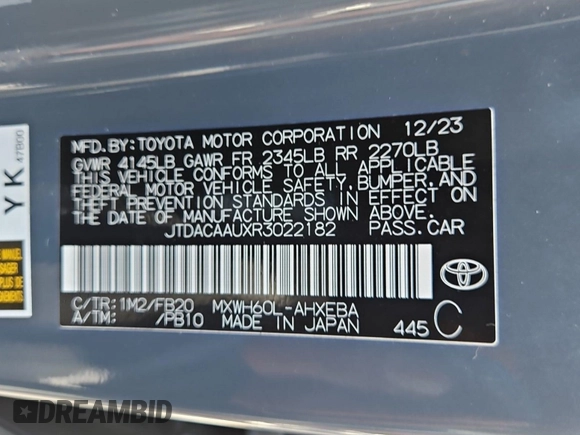 MFD.BY:TOYOTA MOTOR CORPORATION 12/23
GVWR 4145LB GAWR FR 2345LB RR 2270LB
THIS VEHICLE CONFORMS TO ALL APPLICABLE
FEDERAL MOTOR VEHICLE SAFETY, BUMPER, AND
THEFT PREVENTION STANDARDS IN EFFECT ON
THE DATE OF MANUFACTURE SHOWN ABOVE.
JTDACAAUXR3022182 PASS.CAR
C/TR:1M2/FB20 MXWH60L-AHXEBA
A/TM: /PB10 MADE IN JAPAN 445 C
YK
47B00
DREAMBID